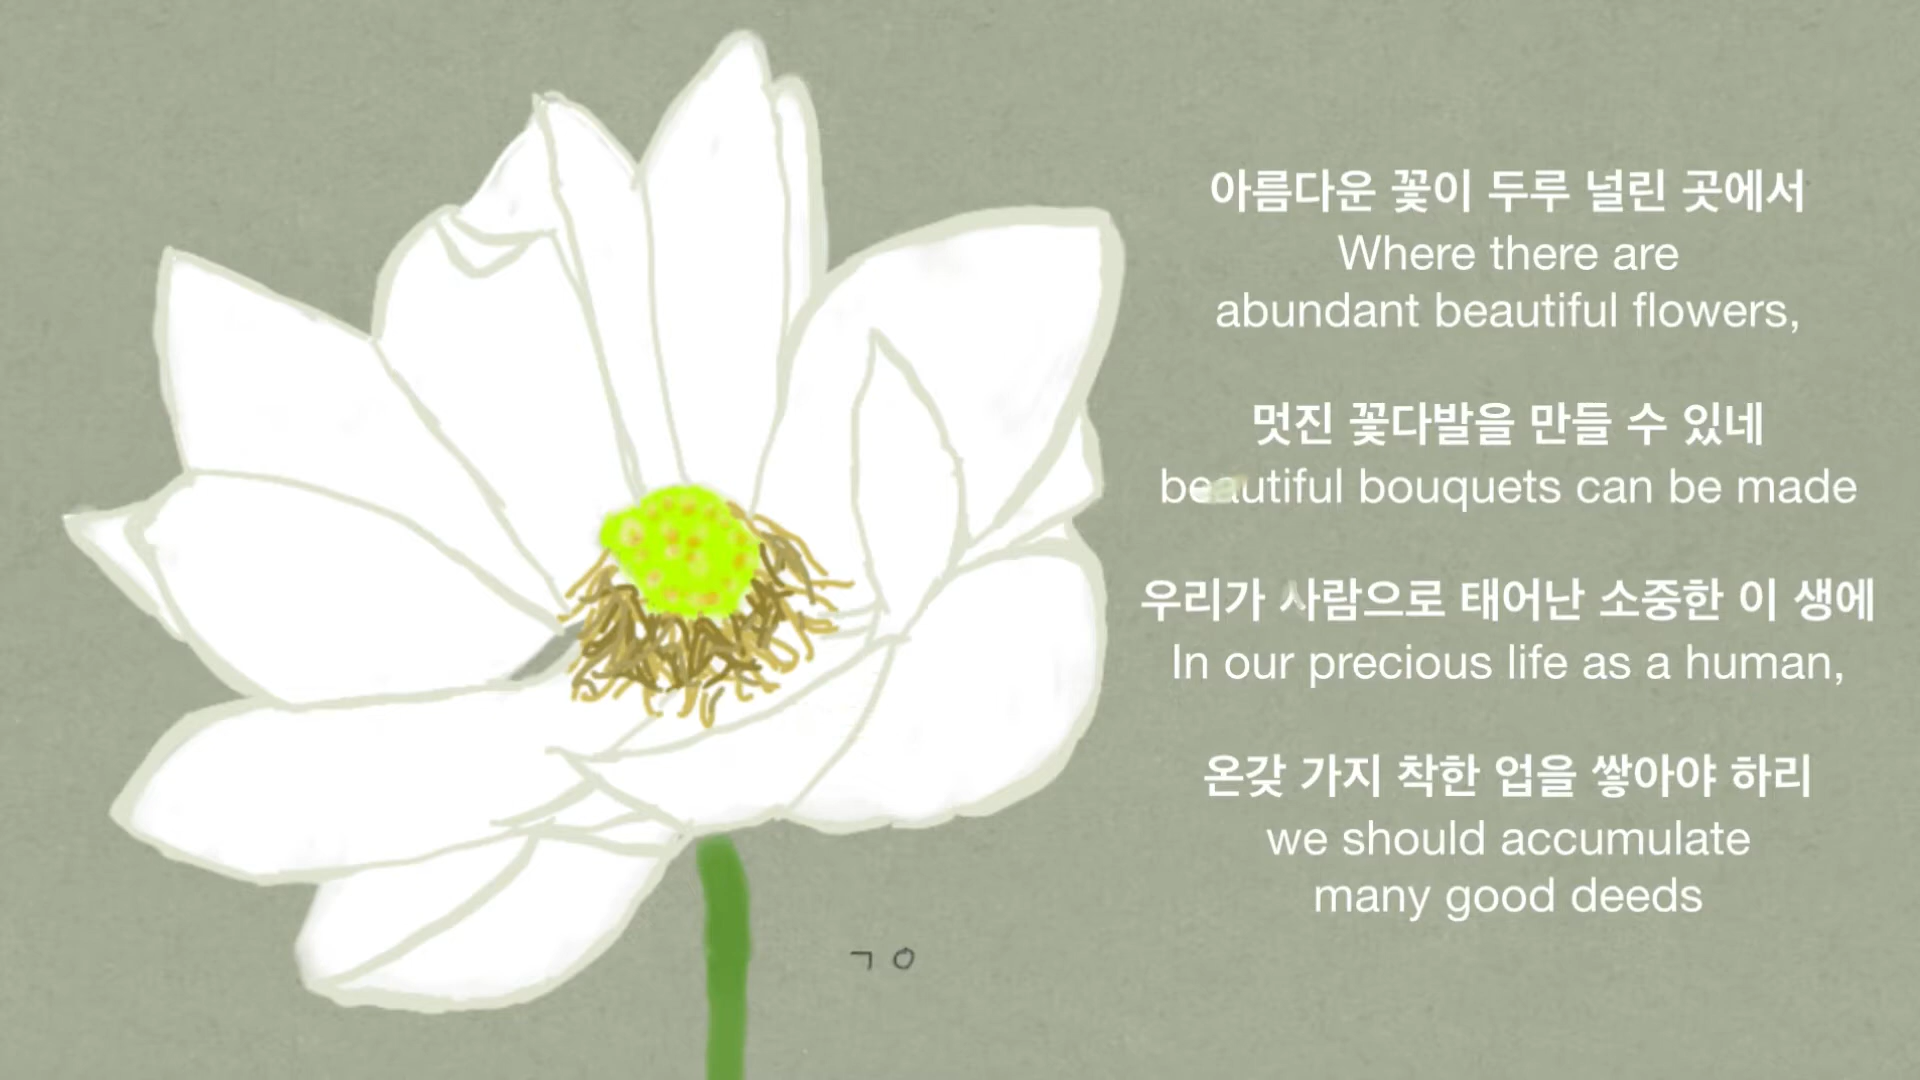 아름다운 꽃이 두루 널린 곳에서
Where there are
abundant beautiful flowers,
멋진 꽃다발을 만들 수 있네
beautiful bouquets can be made
우리가 사람으로 태어난 소중한 이 생에
In our precious life as a human,
온갖 가지 착한 업을 쌓아야 하리
we should accumulate
many good deeds
ㄱㅇ